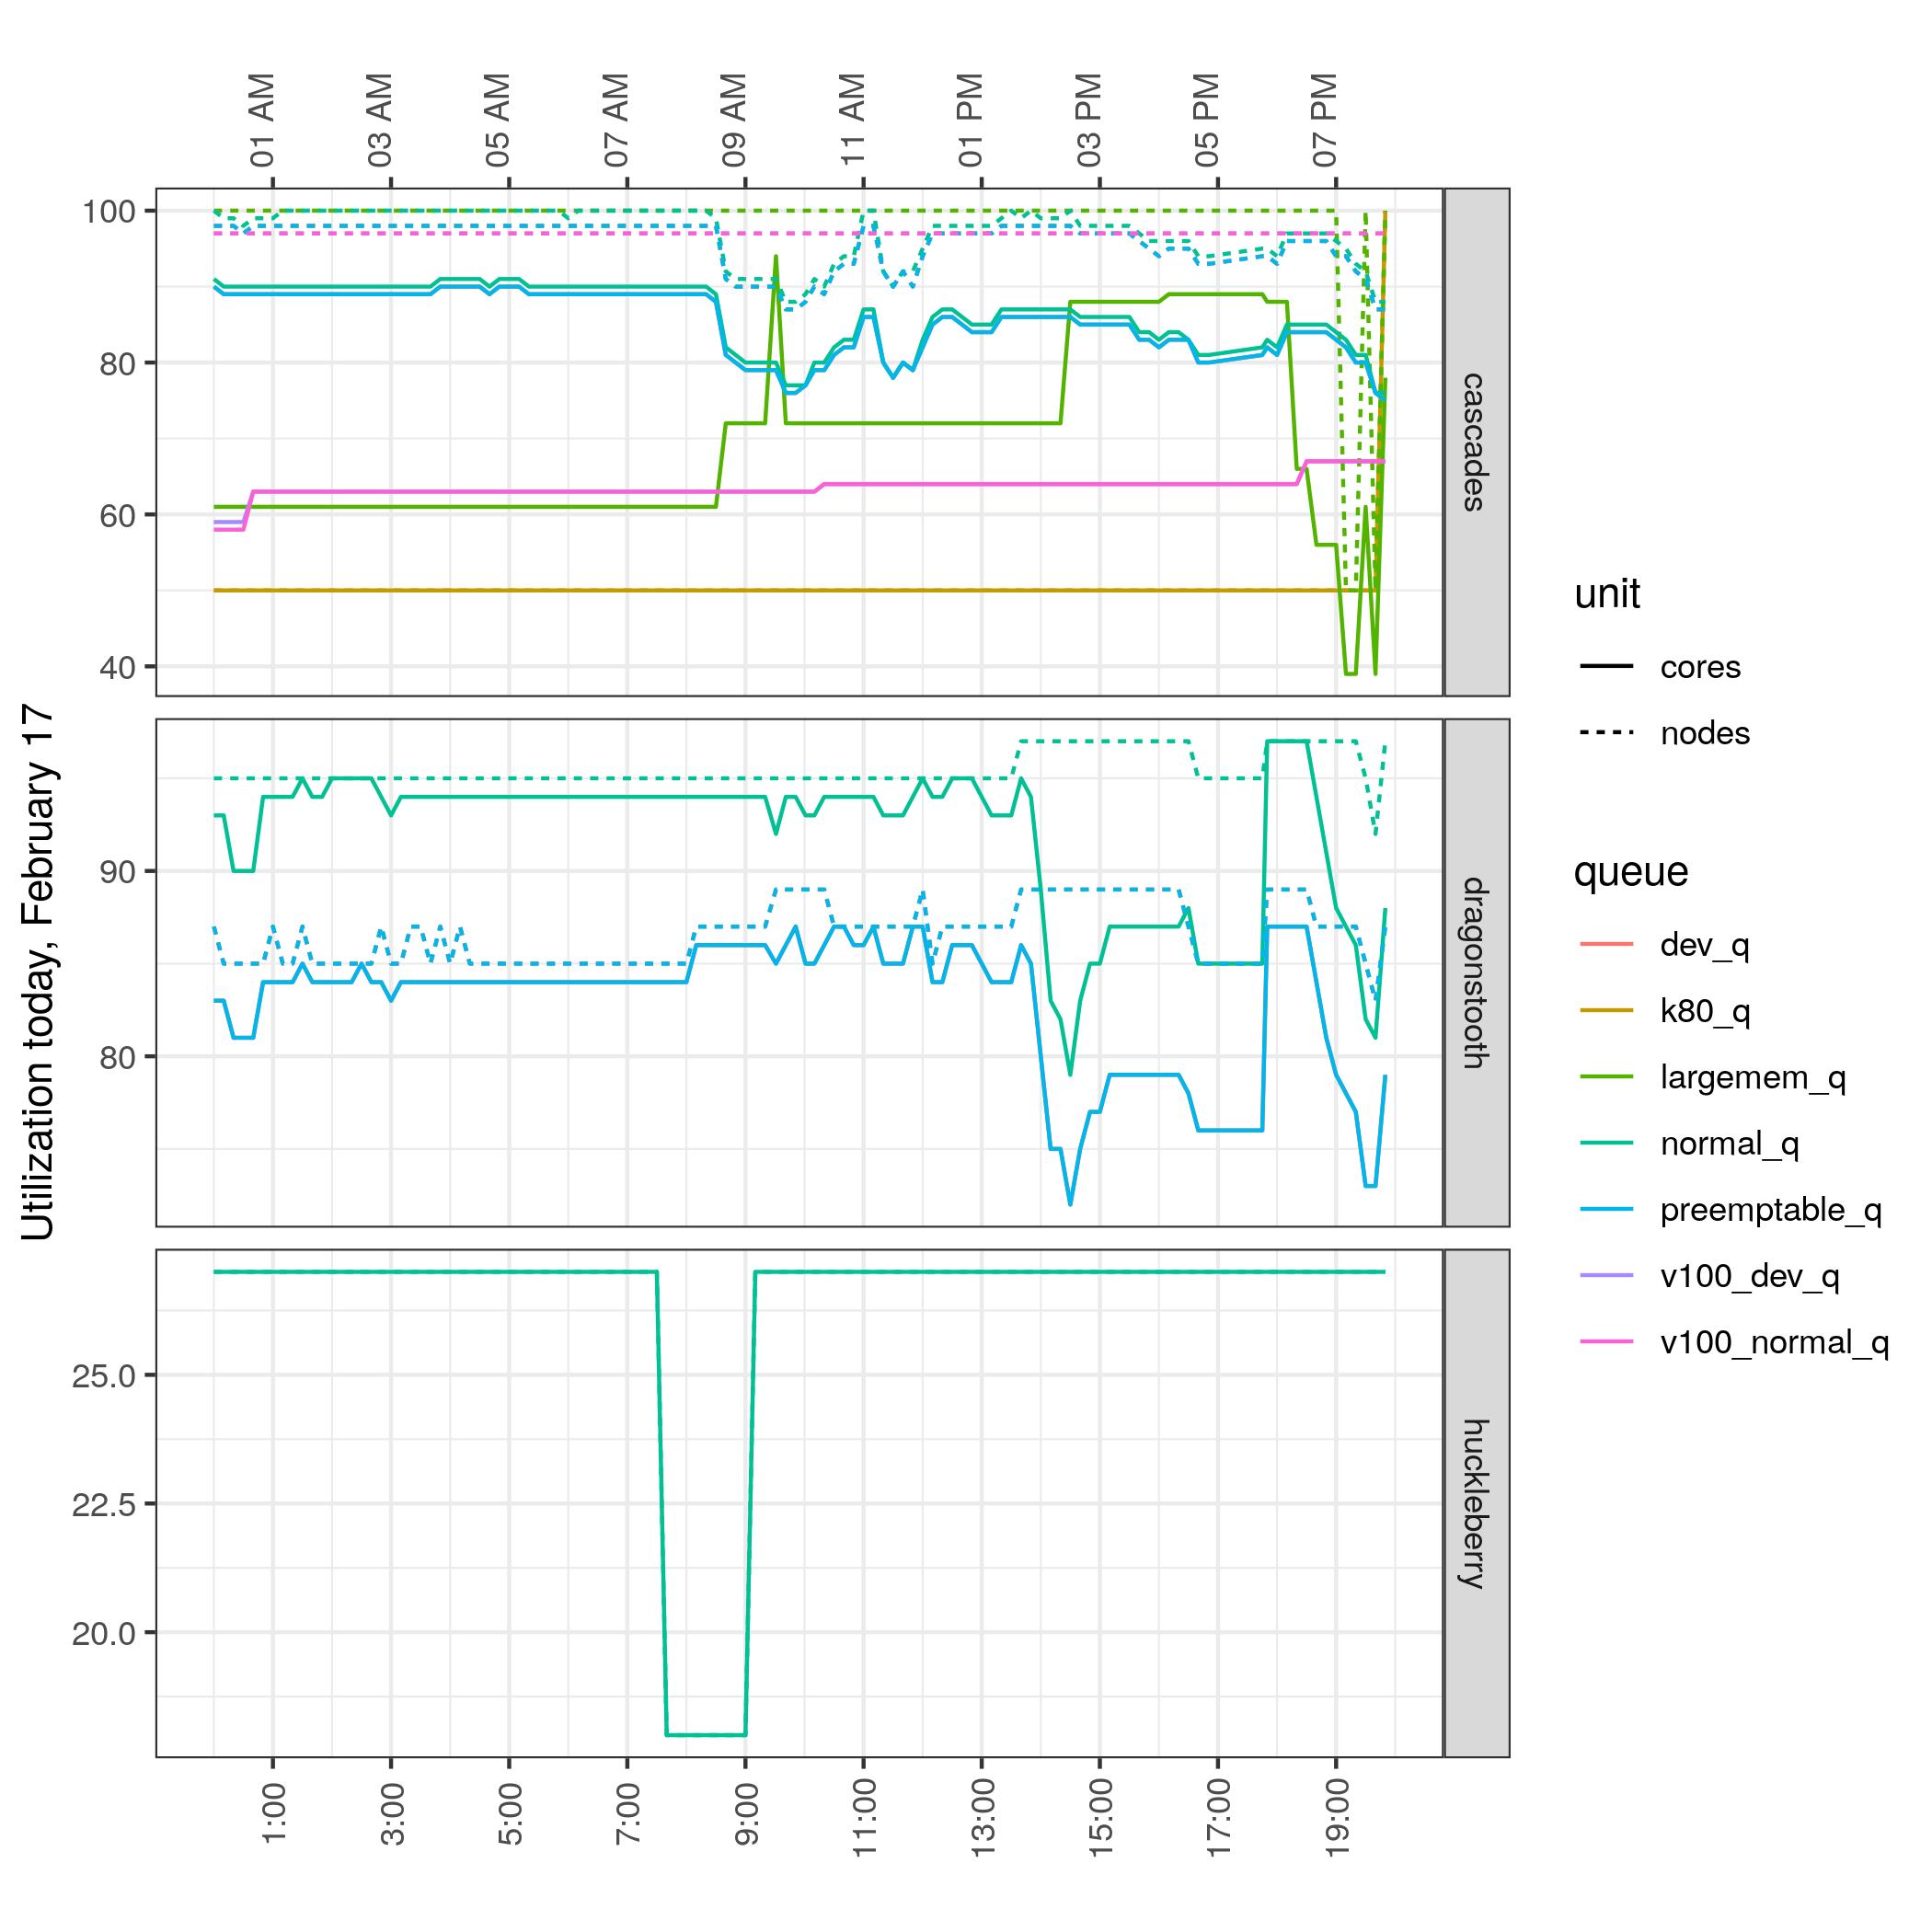 01 AM
03 AM
05 AM
07 AM
09 AM
11 AM
01 PM
03 PM
05 PM
07 PM
Utilization today, February 17
100
80
60
40
cascades
90
80
dragonstooth
25.0
22.5
20.0
huckleberry
1:00
3:00
5:00
7:00
9:00
11:00
13:00
15:00
17:00
19:00
unit
cores
nodes
queue
dev_q
k80_q
largemem_q
normal_q
preemptable_q
v100_dev_q
v100_normal_q